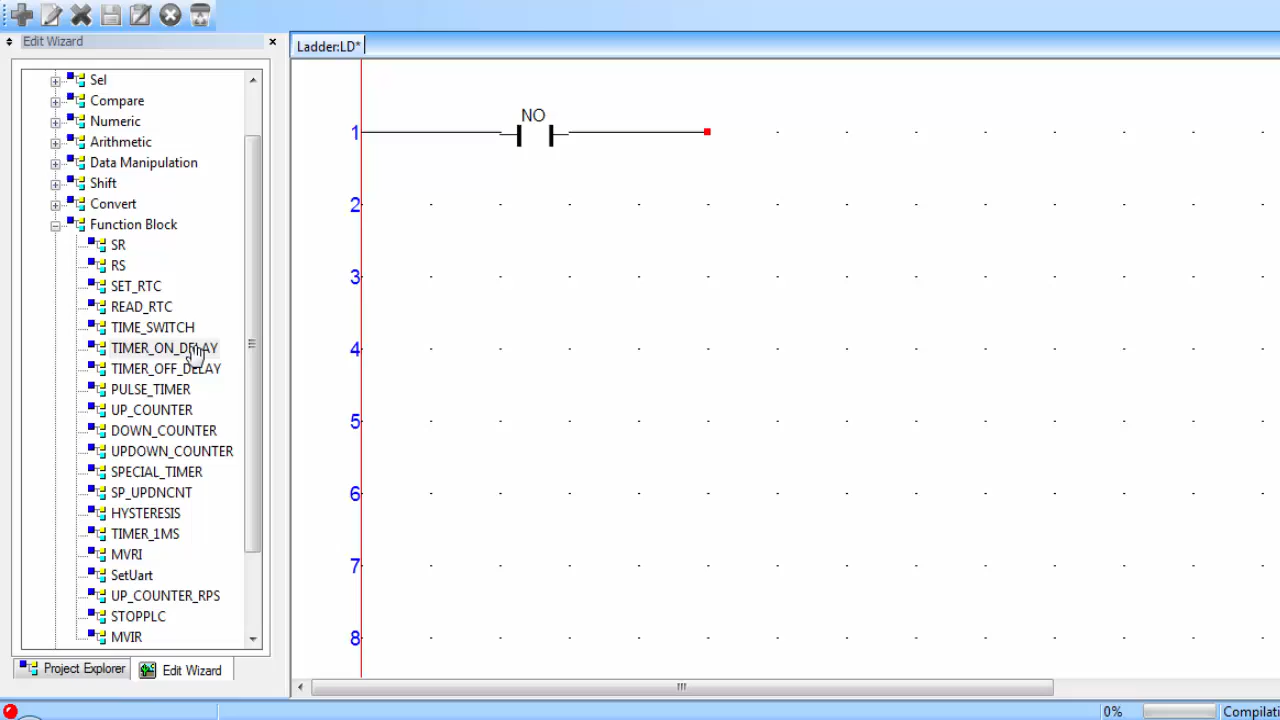 Edit Wizard
Ladder:LD*
Sel
Compare
Numeric
Arithmetic
Data Manipulation
Shift
Convert
Function Block
SR
RS
SET_RTC
READ_RTC
TIME_SWITCH
TIMER_ON_DELAY
TIMER_OFF_DELAY
PULSE_TIMER
UP_COUNTER
DOWN_COUNTER
UPDOWN_COUNTER
SPECIAL_TIMER
SP_UPDNCNT
HYSTERESIS
TIMER_1MS
MVRI
SetUart
UP_COUNTER_RPS
STOPPLC
MVIR
Project Explorer
Edit Wizard
NO
1
2
3
4
5
6
7
8
0%
Compilati